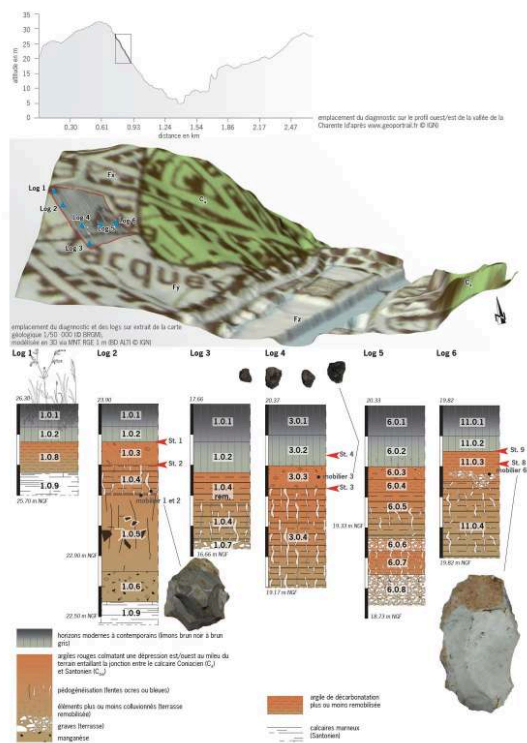 35
30
25
20
15
10
5
0
altitude en m
0.30 0.61 0.93 1.24 1.54 1.86 2.17 2.47
distance en km
emplacement du diagnostic sur le profil ouest/est de la vallée de la
Charente (d'après www.geoportail.fr © IGN)
Log 1
Log 2
Log 4
Log 5
Log 6
Log 3
Fx
C4
acques
Fy
Fz
emplacement du diagnostic et des logs sur extrait de la carte
géologique 1/50 000 (© BRGM),
modélisée en 3D via MNT RGE 1 m (BD ALTI © IGN)
Log 1 Log 2 Log 3 Log 4 Log 5 Log 6
26.30 23.90 17.66 20.37 20.33 19.82
1.0.1 1.0.1 1.0.1 3.0.1 6.0.1 11.0.1
1.0.2 1.0.2 1.0.2 3.0.2 6.0.2 11.0.2
1.0.8 1.0.3 1.0.4 3.0.3 6.0.3 11.0.3
rem.
1.0.9 1.0.4 1.0.4 3.0.4 6.0.4 11.0.4
1.0.5 1.0.7 6.0.5
1.0.6 6.0.6
1.0.9 6.0.7
6.0.8
St. 1
St. 2
St. 4
St. 3
St. 9
St. 8
mobilier 1 et 2
mobilier 3
mobilier 6
25.70 m NGF
22.90 m NGF
22.50 m NGF
16.66 m NGF
19.33 m NGF
19.17 m NGF
18.73 m NGF
19.82 m NGF
horizons modernes à contemporains (limons brun noir à brun
gris)
argiles rouges colmatant une dépression est/ouest au milieu du
terrain entaillant la jonction entre le calcaire Coniacien (C4)
et Santonien
pédogénéisation (fentes ocres ou bleues)
éléments plus ou moins colluvionnés (terrasse
remobilisée)
graves (terrasse)
manganèse
argile de décarbonatation
plus ou moins remobilisée
calcaires marneux
(Santonien)